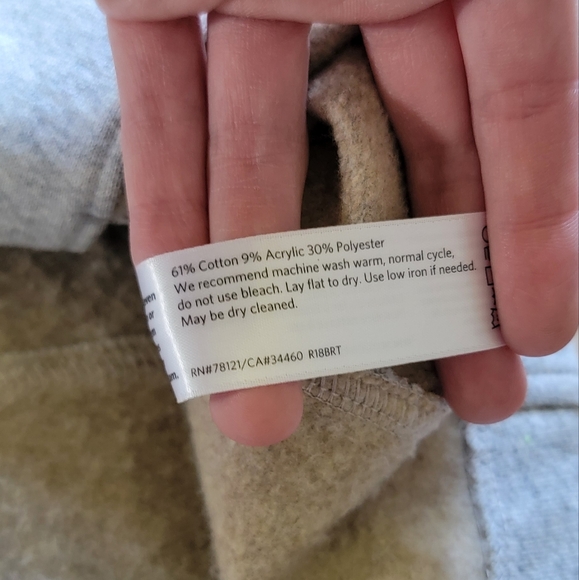 61% Cotton 9% Acrylic 30% Polyester
We recommend machine wash warm, normal cycle,
do not use bleach. Lay flat to dry. Use low iron if needed.
May be dry cleaned.
RN#78121/CA#34460 R18BRT